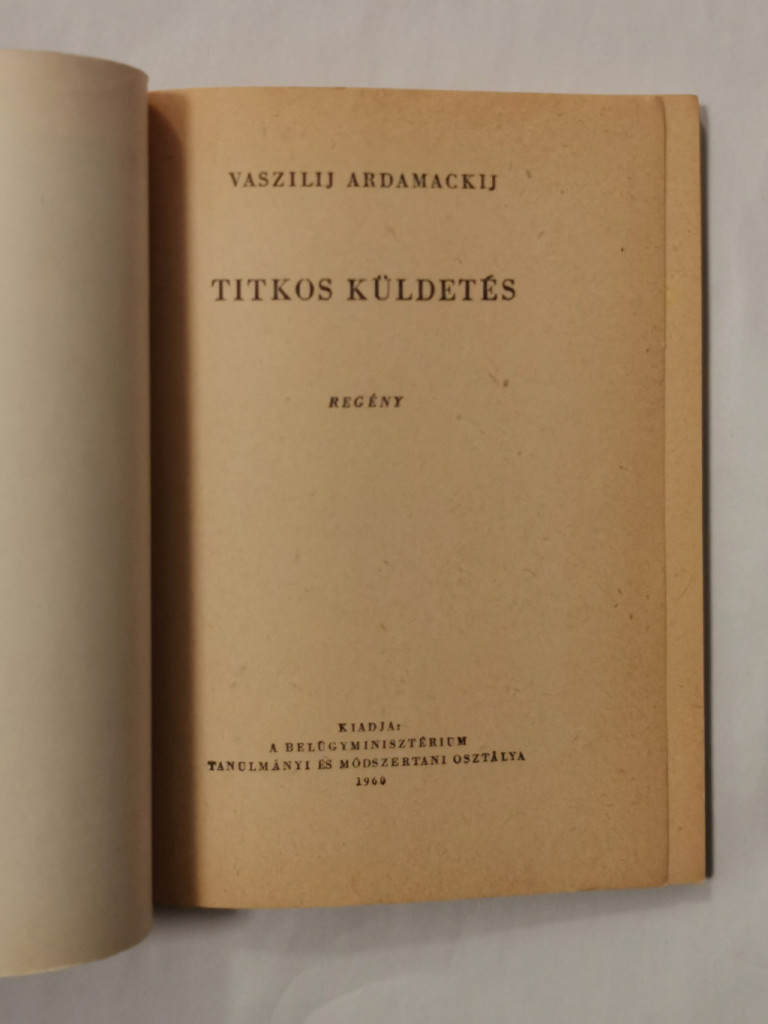 VASZILIJ ARDAMACKIJ
TITKOS KÜLDETÉS
REGÉNY
KIADJA:
A BELÜGYMINISZTÉRIUM
TANULMÁNYI ÉS MÓDSZERTANI OSZTÁLYA
1960